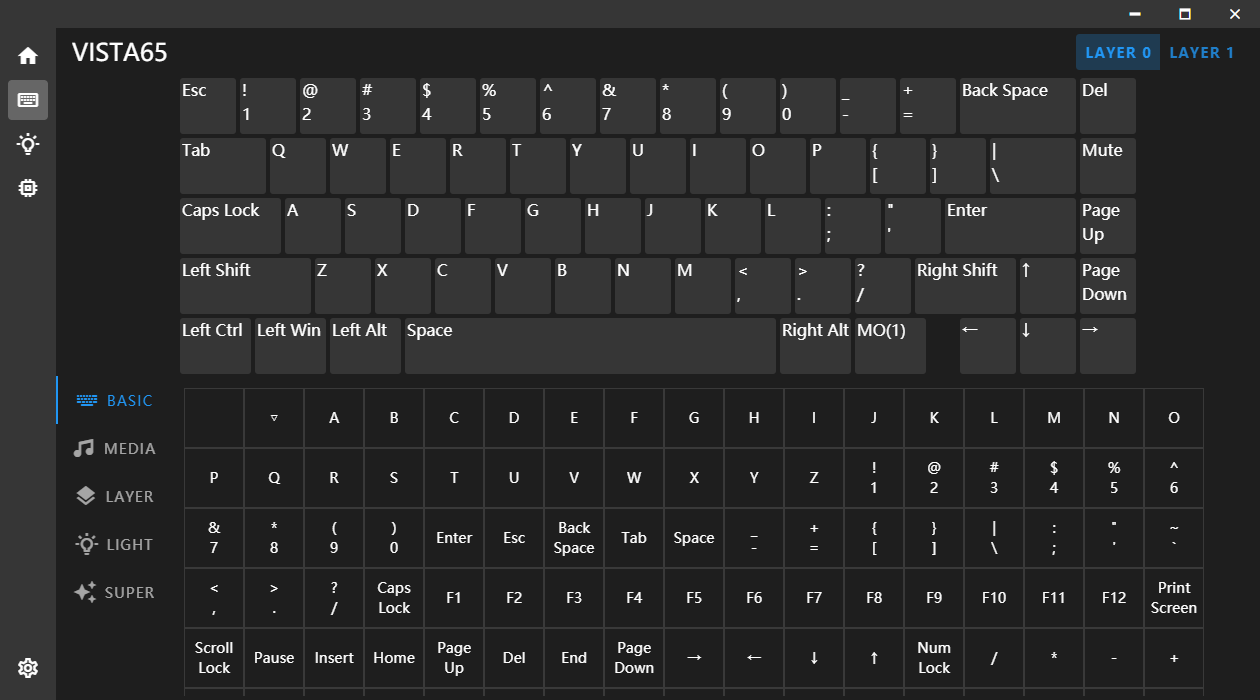 VISTA65
LAYER 0 LAYER 1
Esc ! @ # $ % ^ & * ( ) _ + Back Space Del
1 2 3 4 5 6 7 8 9 0 - =
Tab Q W E R T Y U I O P { } | Mute
[ ] \
Caps Lock A S D F G H J K L : " Enter Page
; ' Up
Left Shift Z X C V B N M < > ? Right Shift ↑ Page
, . / Down
Left Ctrl Left Win Left Alt Space Right Alt MO(1) ← ↓ →
BASIC
MEDIA
LAYER
LIGHT
SUPER
▽ A B C D E F G H I J K L M N O
P Q R S T U V W X Y Z ! @ # $ % ^
1 2 3 4 5 6
& * ( ) Enter Esc Back Tab Space _ + { } | : " ~
7 8 9 0 Space - = [ ] \ ; ' `
< > ? Caps F1 F2 F3 F4 F5 F6 F7 F8 F9 F10 F11 F12 Print
, . / Lock Screen
Scroll Pause Insert Home Page Del End Page → ← ↓ ↑ Num / * - +
Lock Up Down Lock